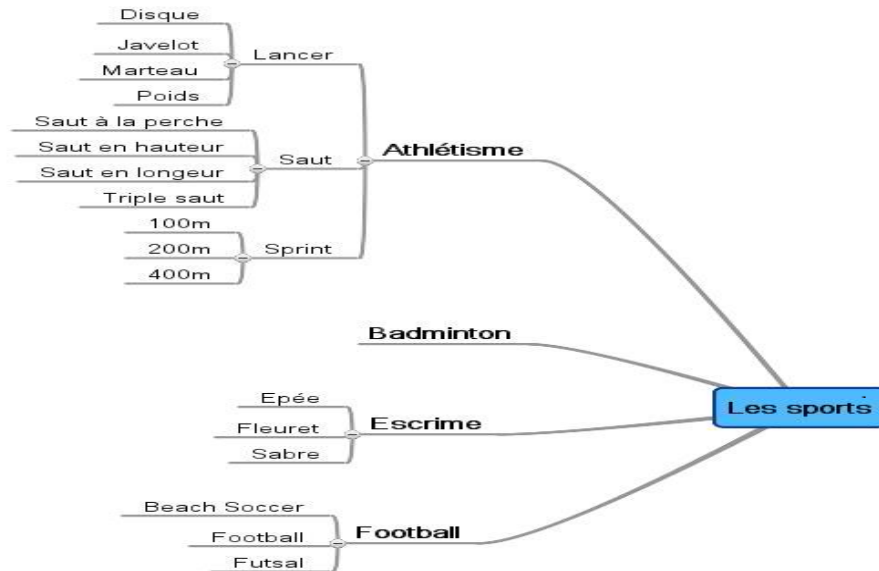 Disque
Javelot
Lancer
Marteau
Poids
Saut à la perche
Athlétisme
Saut en hauteur
Saut
Saut en longeur
Triple saut
100m
200m
Sprint
400m
Badminton
Epée
Les sports
Fleuret
Escrime
Sabre
Beach Soccer
Football
Football
Futsal